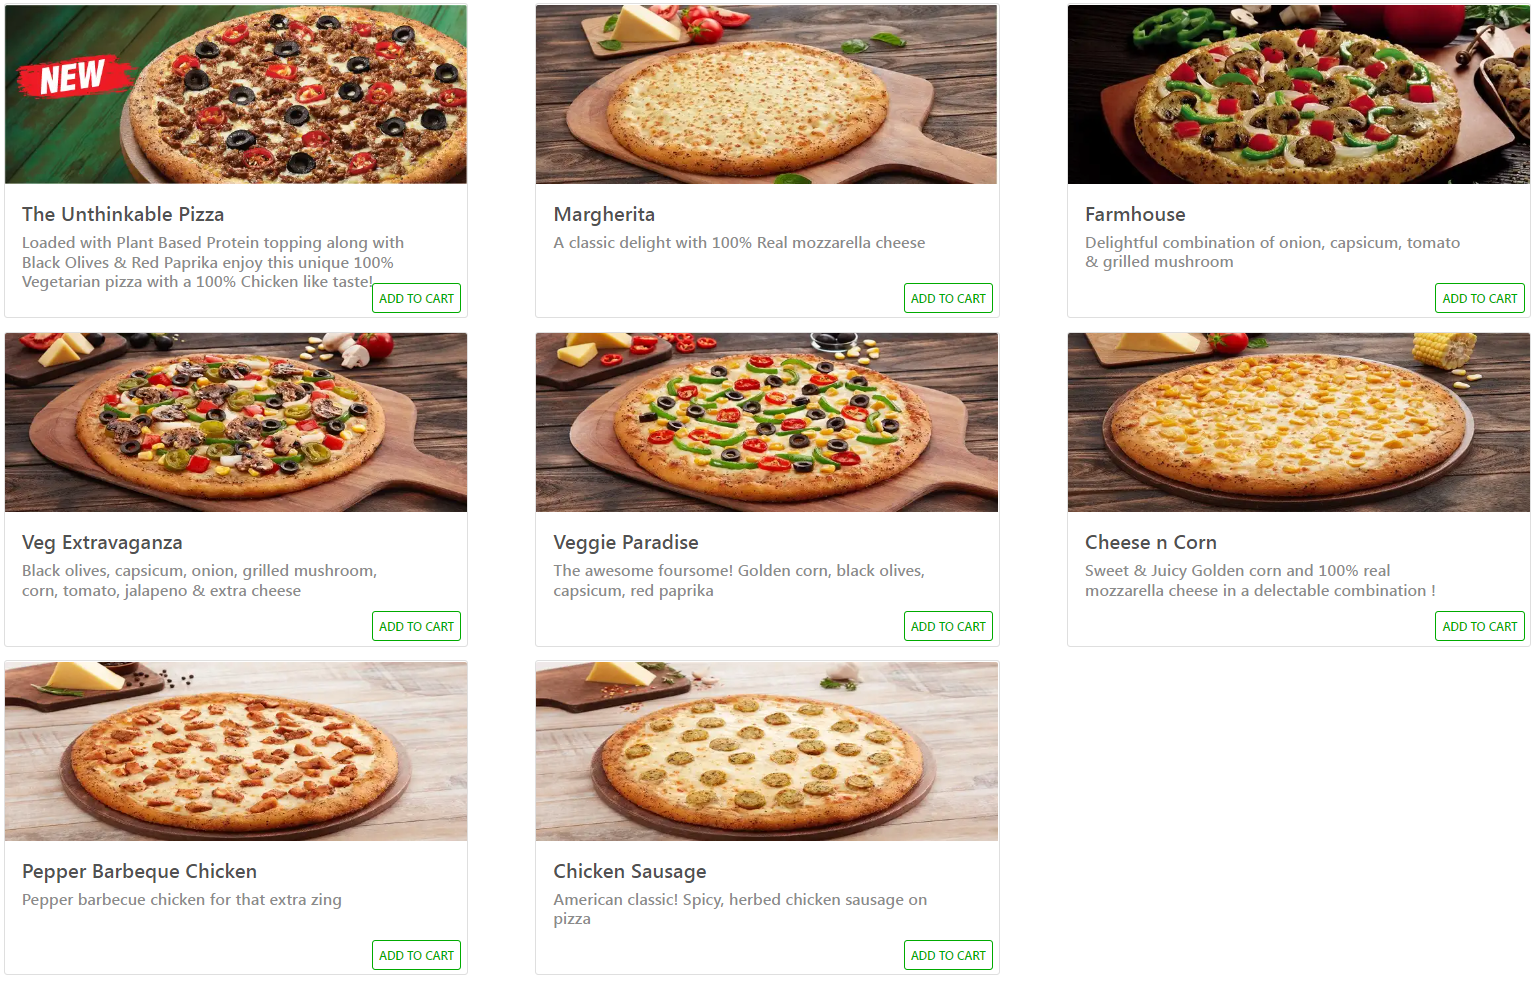 NEW
The Unthinkable Pizza
Loaded with Plant Based Protein topping along with
Black Olives & Red Paprika enjoy this unique 100%
Vegetarian pizza with a 100% Chicken like taste!
ADD TO CART
Margherita
A classic delight with 100% Real mozzarella cheese
ADD TO CART
Farmhouse
Delightful combination of onion, capsicum, tomato
& grilled mushroom
ADD TO CART
Veg Extravaganza
Black olives, capsicum, onion, grilled mushroom,
corn, tomato, jalapeno & extra cheese
ADD TO CART
Veggie Paradise
The awesome foursome! Golden corn, black olives,
capsicum, red paprika
ADD TO CART
Cheese n Corn
Sweet & Juicy Golden corn and 100% real
mozzarella cheese in a delectable combination !
ADD TO CART
Pepper Barbeque Chicken
Pepper barbecue chicken for that extra zing
ADD TO CART
Chicken Sausage
American classic! Spicy, herbed chicken sausage on
pizza
ADD TO CART